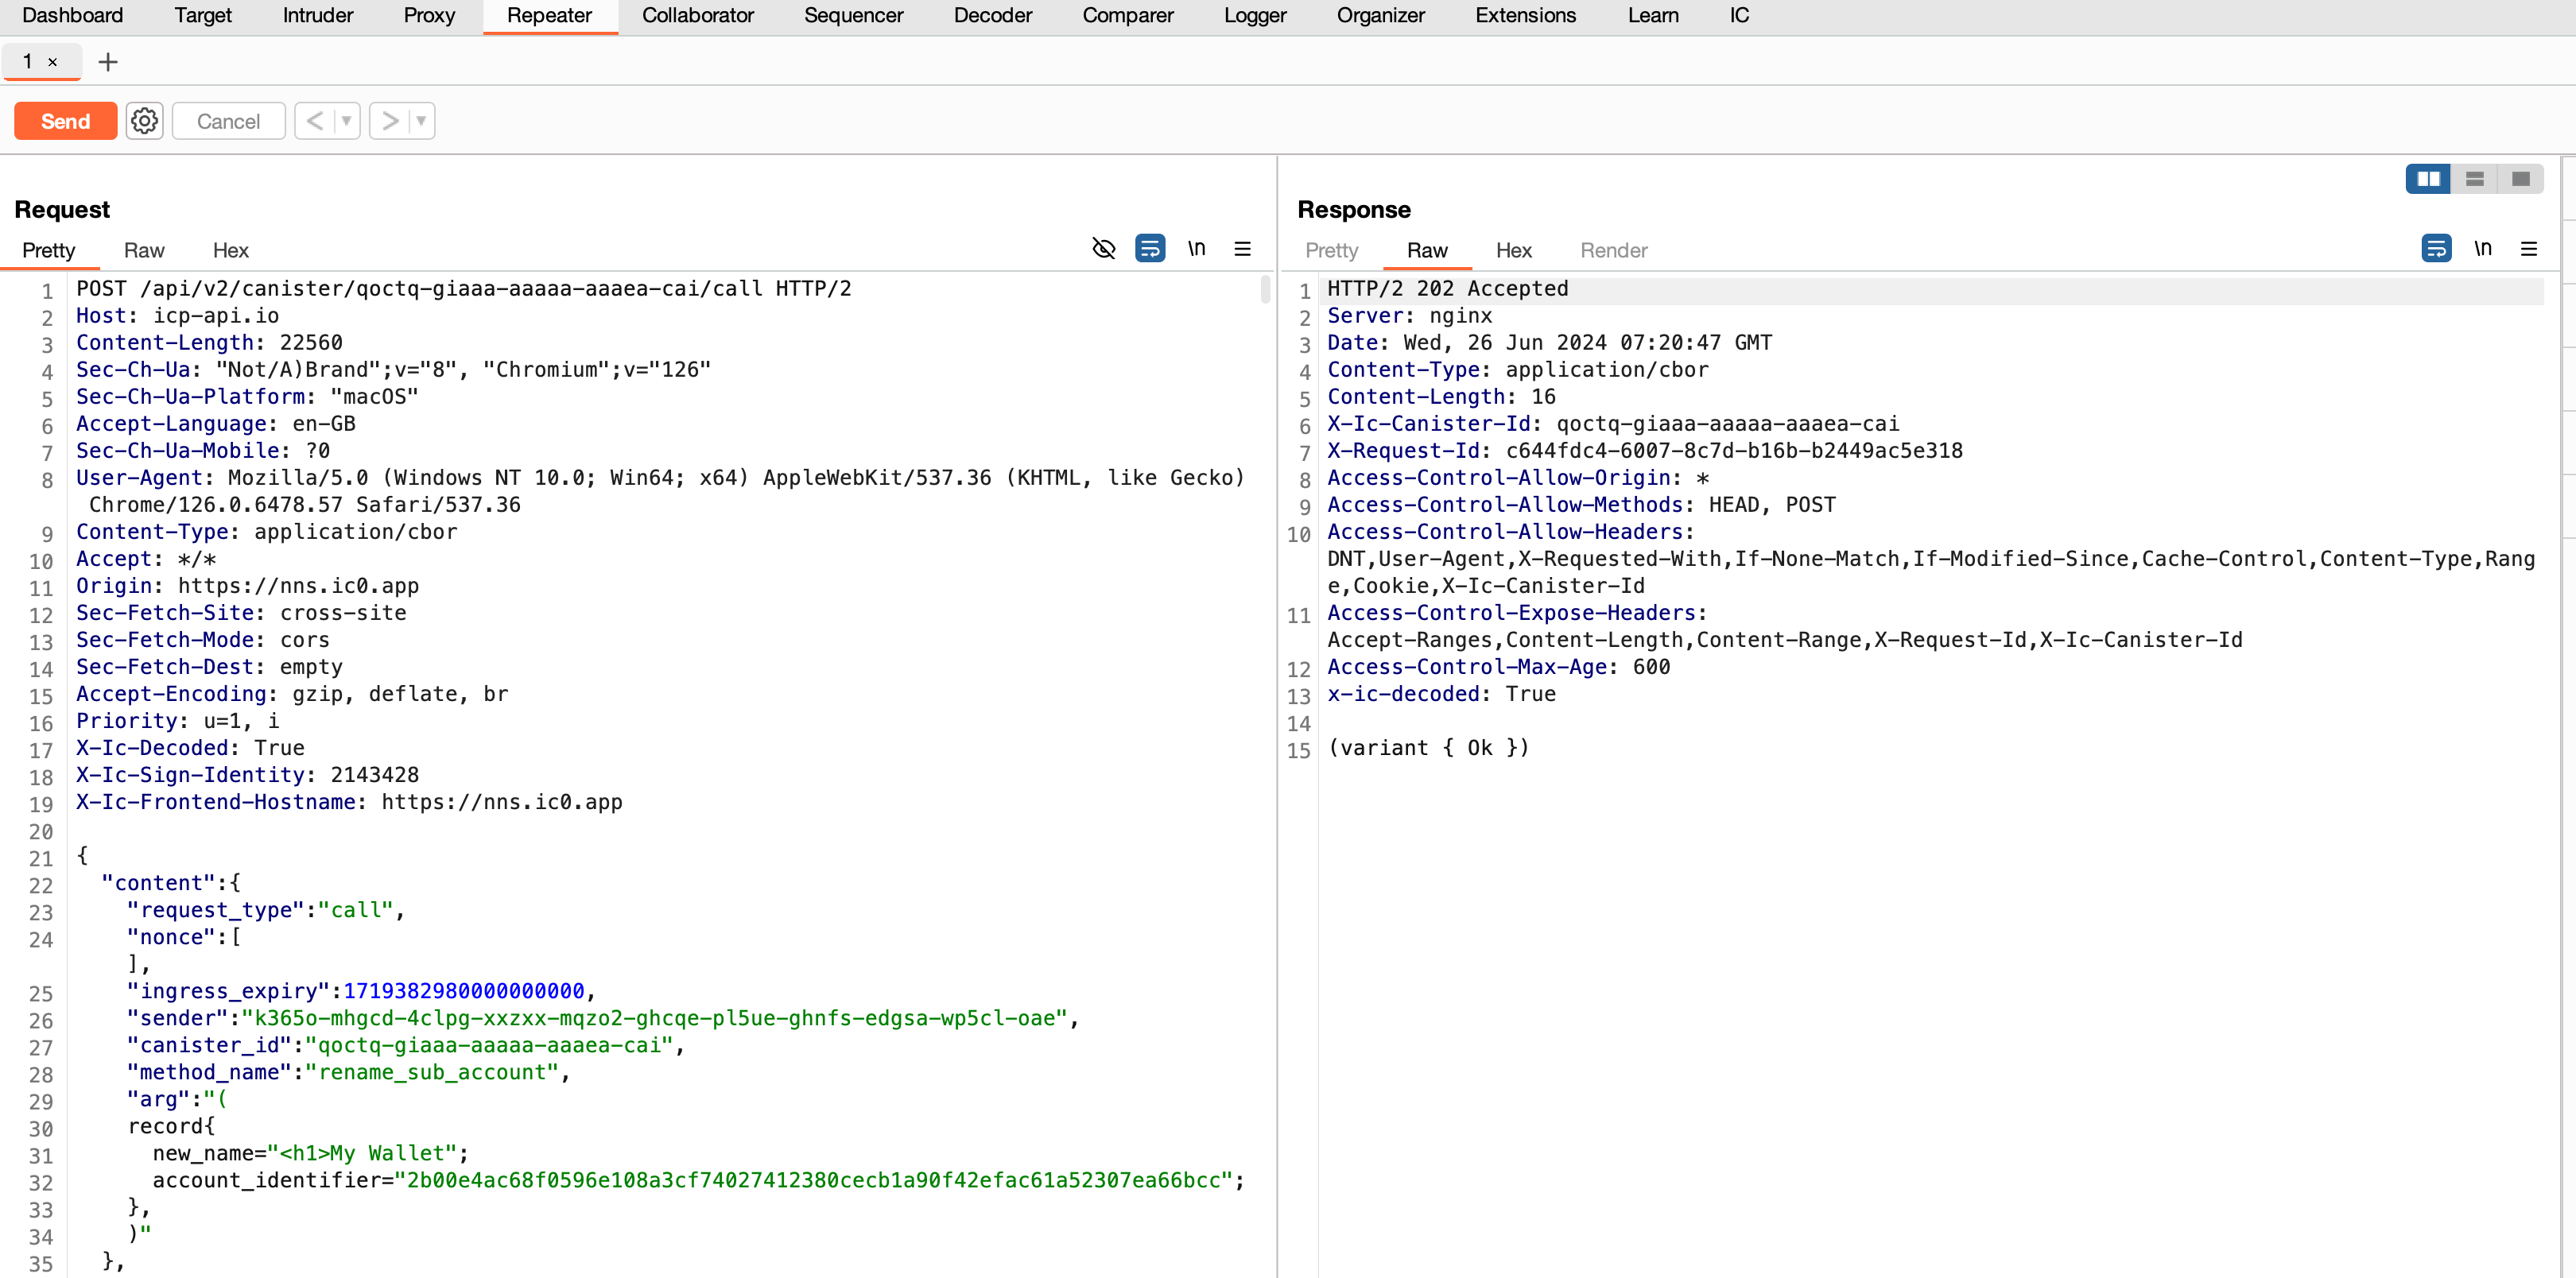 Dashboard Target Intruder Proxy Repeater Collaborator Sequencer Decoder Comparer Logger Organizer Extensions Learn IC
1 × +
Send Cancel < >
Request
Pretty Raw Hex \n
1 POST /api/v2/canister/qoctq-giaaa-aaaaa-aaaea-cai/call HTTP/2
2 Host: icp-api.io
3 Content-Length: 22560
4 Sec-Ch-Ua: "Not/A)Brand";v="8", "Chromium";v="126"
5 Sec-Ch-Ua-Platform: "macOS"
6 Accept-Language: en-GB
7 Sec-Ch-Ua-Mobile: ?0
8 User-Agent: Mozilla/5.0 (Windows NT 10.0; Win64; x64) AppleWebKit/537.36 (KHTML, like Gecko)
Chrome/126.0.6478.57 Safari/537.36
9 Content-Type: application/cbor
10 Accept: */*
11 Origin: https://nns.ic0.app
12 Sec-Fetch-Site: cross-site
13 Sec-Fetch-Mode: cors
14 Sec-Fetch-Dest: empty
15 Accept-Encoding: gzip, deflate, br
16 Priority: u=1, i
17 X-Ic-Decoded: True
18 X-Ic-Sign-Identity: 2143428
19 X-Ic-Frontend-Hostname: https://nns.ic0.app
20
21 {
22 "content":{
23 "request_type":"call",
24 "nonce":[
],
25 "ingress_expiry":1719382980000000000,
26 "sender":"k365o-mhgcd-4clpg-xxzxx-mqzo2-ghcqe-pl5ue-ghnfs-edgsa-wp5cl-oae",
27 "canister_id":"qoctq-giaaa-aaaaa-aaaea-cai",
28 "method_name":"rename_sub_account",
29 "arg":"(
30 record{
31 new_name="<h1>My Wallet";
32 account_identifier="2b00e4ac68f0596e108a3cf74027412380cecb1a90f42efac61a52307ea66bcc";
33 },
34 )"
35 },
Response
Pretty Raw Hex Render \n
1 HTTP/2 202 Accepted
2 Server: nginx
3 Date: Wed, 26 Jun 2024 07:20:47 GMT
4 Content-Type: application/cbor
5 Content-Length: 16
6 X-Ic-Canister-Id: qoctq-giaaa-aaaaa-aaaea-cai
7 X-Request-Id: c644fdc4-6007-8c7d-b16b-b2449ac5e318
8 Access-Control-Allow-Origin: *
9 Access-Control-Allow-Methods: HEAD, POST
10 Access-Control-Allow-Headers:
DNT,User-Agent,X-Requested-With,If-None-Match,If-Modified-Since,Cache-Control,Content-Type,Rang
e,Cookie,X-Ic-Canister-Id
11 Access-Control-Expose-Headers:
Accept-Ranges,Content-Length,Content-Range,X-Request-Id,X-Ic-Canister-Id
12 Access-Control-Max-Age: 600
13 x-ic-decoded: True
14
15 (variant { Ok })